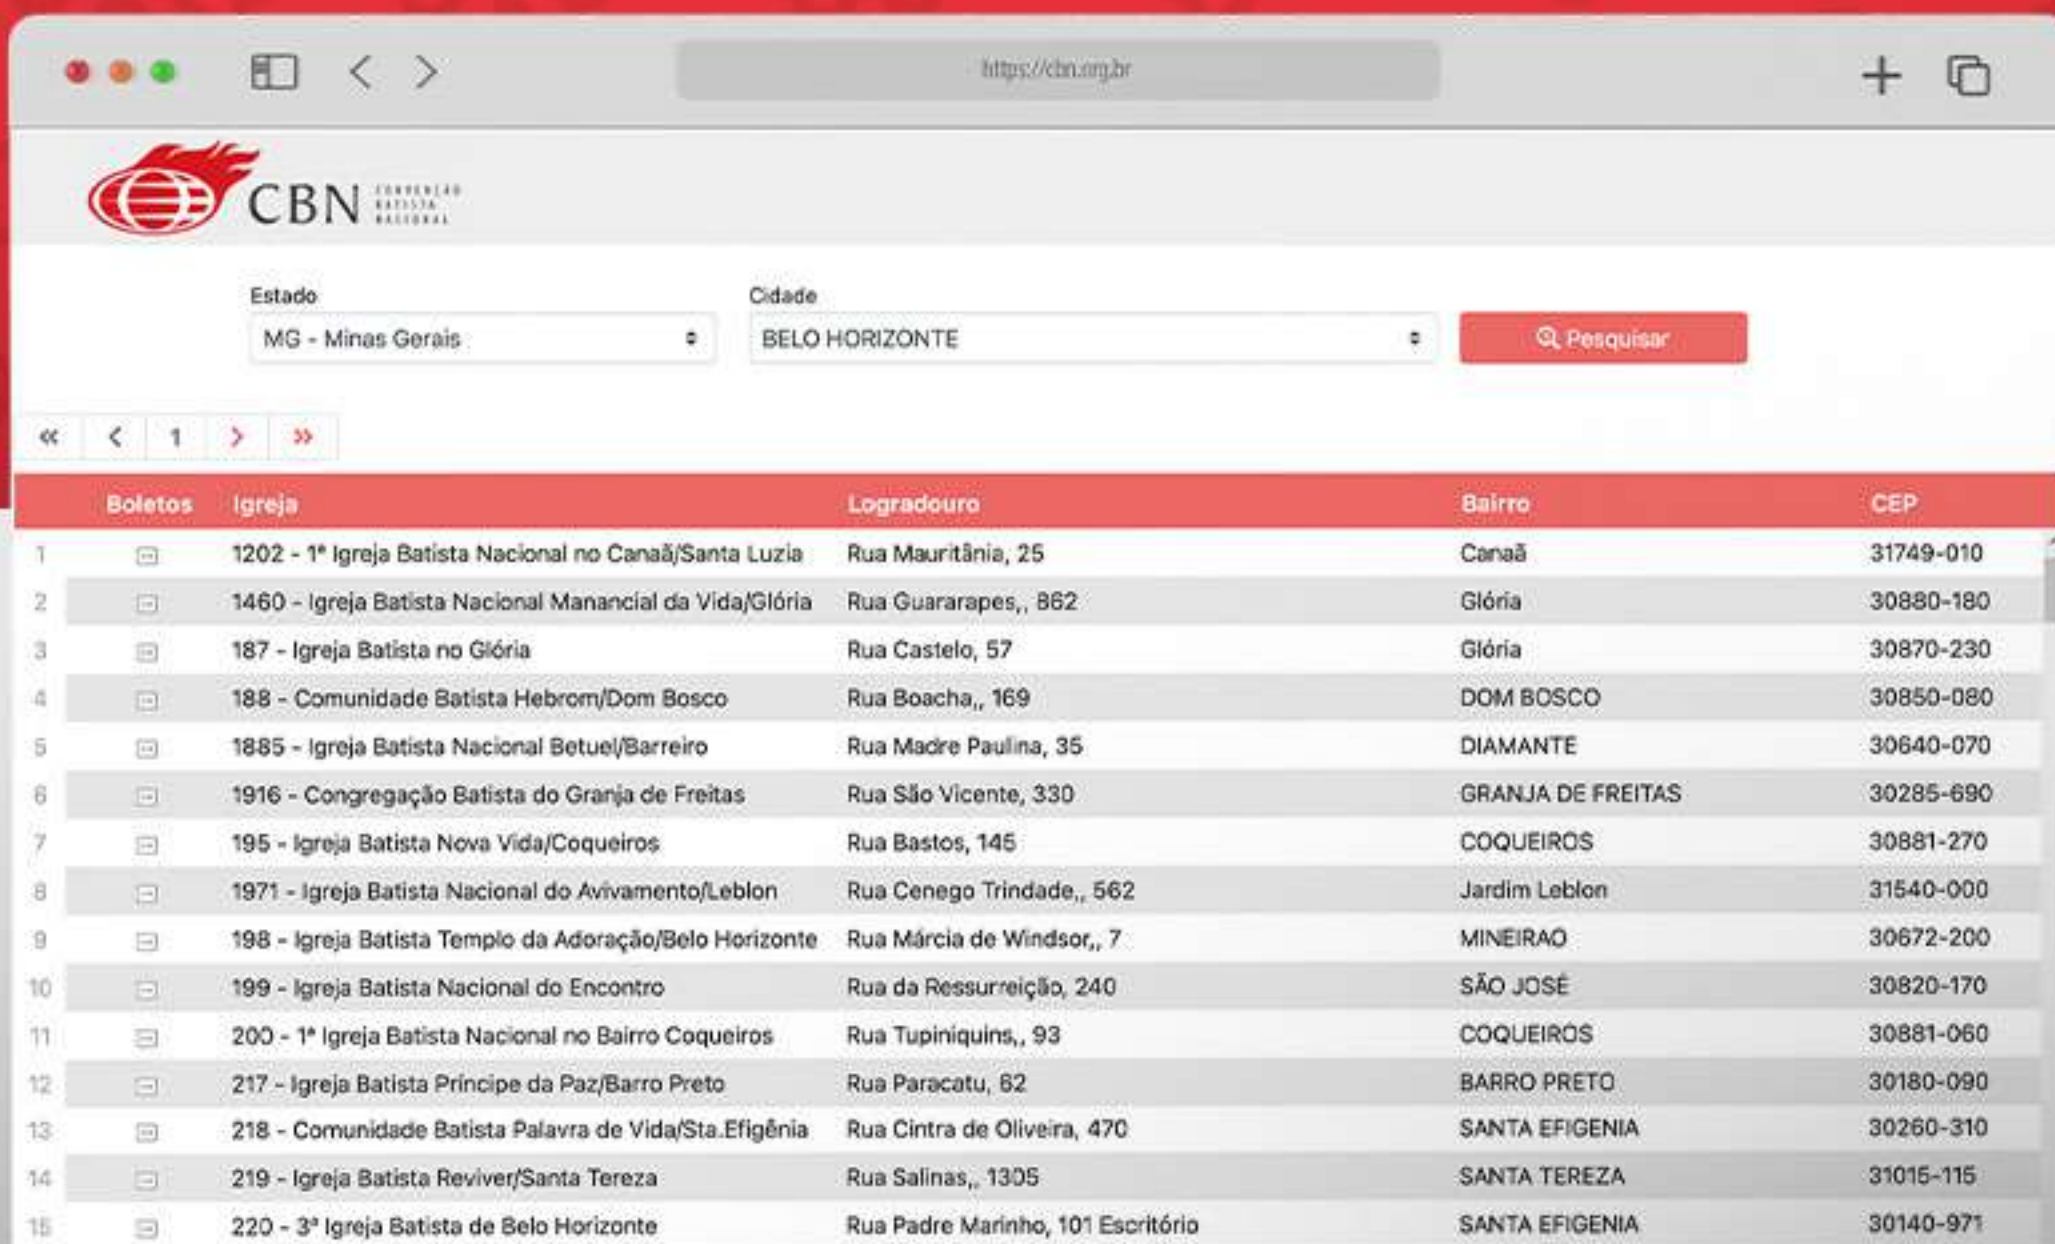 https://cbn.org.br
CBN CONVENÇÃO
BATISTA
NACIONAL
Estado Cidade
MG - Minas Gerais BELO HORIZONTE Pesquisar
« < 1 > »
Boletos Igreja Logradouro Bairro CEP
1 1202 - 1ª Igreja Batista Nacional no Canaã/Santa Luzia Rua Mauritânia, 25 Canaã 31749-010
2 1460 - Igreja Batista Nacional Manancial da Vida/Glória Rua Guararapes,, 862 Glória 30880-180
3 187 - Igreja Batista no Glória Rua Castelo, 57 Glória 30870-230
4 188 - Comunidade Batista Hebrom/Dom Bosco Rua Boacha,, 169 DOM BOSCO 30850-080
5 1885 - Igreja Batista Nacional Betuel/Barreiro Rua Madre Paulina, 35 DIAMANTE 30640-070
6 1916 - Congregação Batista do Granja de Freitas Rua São Vicente, 330 GRANJA DE FREITAS 30285-690
7 195 - Igreja Batista Nova Vida/Coqueiros Rua Bastos, 145 COQUEIROS 30881-270
8 1971 - Igreja Batista Nacional do Avivamento/Leblon Rua Cenego Trindade,, 562 Jardim Leblon 31540-000
9 198 - Igreja Batista Templo da Adoração/Belo Horizonte Rua Márcia de Windsor,, 7 MINEIRAO 30672-200
10 199 - Igreja Batista Nacional do Encontro Rua da Ressurreição, 240 SÃO JOSÉ 30820-170
11 200 - 1ª Igreja Batista Nacional no Bairro Coqueiros Rua Tupiniquins,, 93 COQUEIROS 30881-060
12 217 - Igreja Batista Príncipe da Paz/Barro Preto Rua Paracatu, 62 BARRO PRETO 30180-090
13 218 - Comunidade Batista Palavra de Vida/Sta.Efigênia Rua Cintra de Oliveira, 470 SANTA EFIGENIA 30260-310
14 219 - Igreja Batista Reviver/Santa Tereza Rua Salinas,, 1305 SANTA TEREZA 31015-115
15 220 - 3ª Igreja Batista de Belo Horizonte Rua Padre Marinho, 101 Escritório SANTA EFIGENIA 30140-971